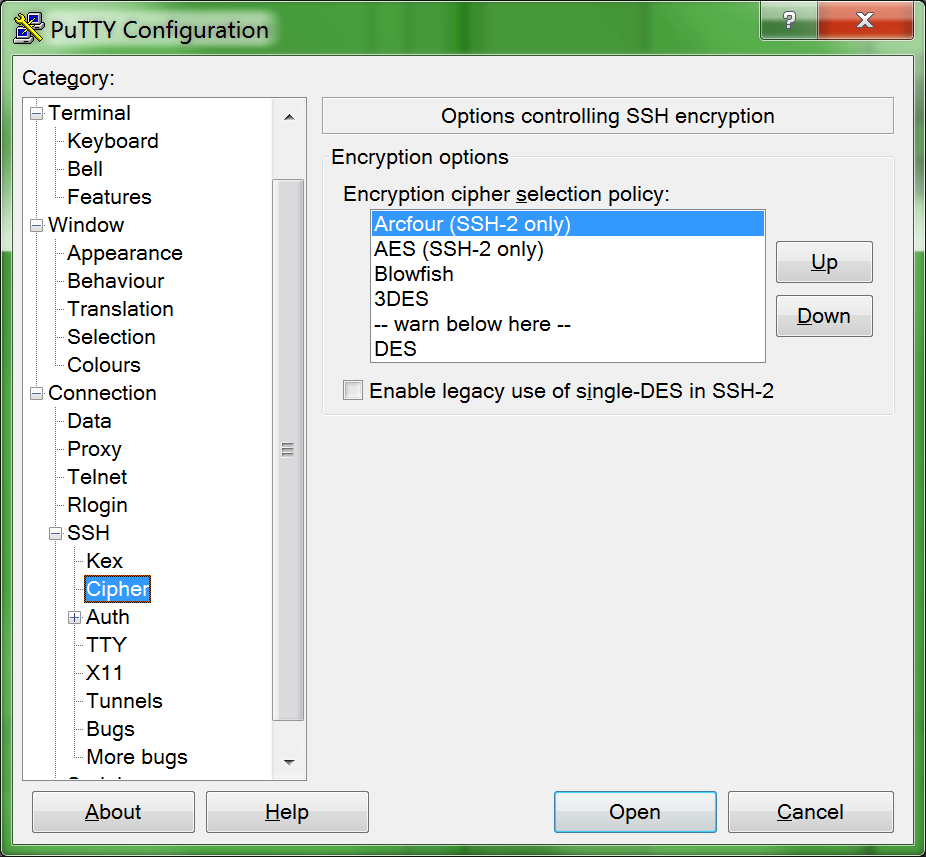 PuTTY Configuration
?
X
Category:
Terminal
Keyboard
Bell
Features
Window
Appearance
Behaviour
Translation
Selection
Colours
Connection
Data
Proxy
Telnet
Rlogin
SSH
Kex
Cipher
Auth
TTY
X11
Tunnels
Bugs
More bugs
Options controlling SSH encryption
Encryption options
Encryption cipher selection policy:
Arcfour (SSH-2 only)
AES (SSH-2 only)
Blowfish
3DES
-- warn below here --
DES
Up
Down
Enable legacy use of single-DES in SSH-2
About
Help
Open
Cancel